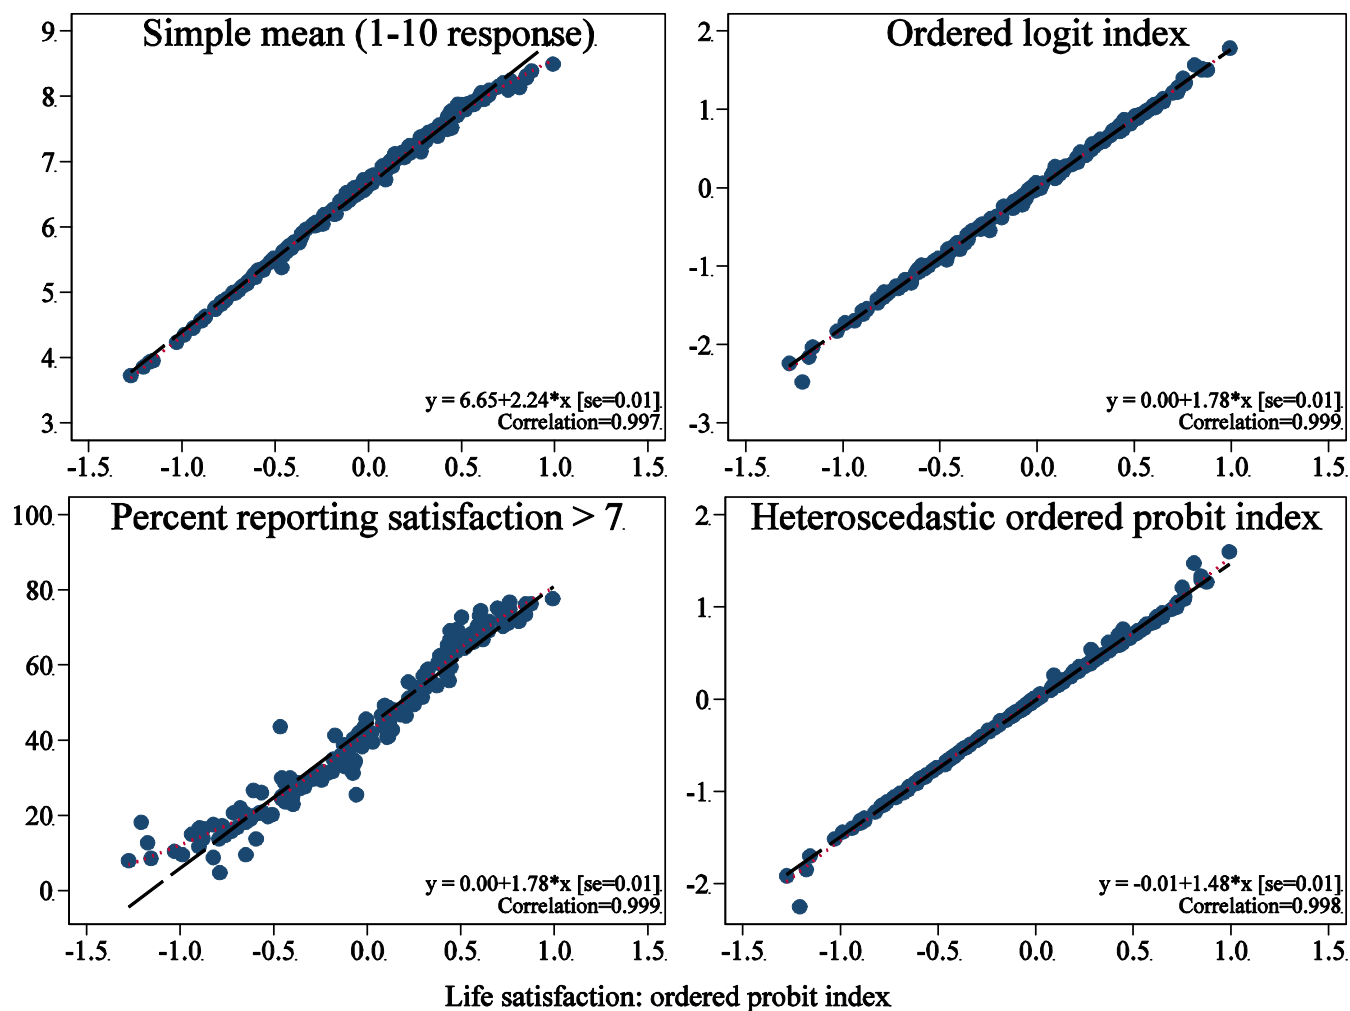 Simple mean (1-10 response).
9.
8.
7.
6.
5.
4.
3.
y = 6.65+2.24*x [se=0.01].
Correlation=0.997.
-1.5. -1.0. -0.5. 0.0. 0.5. 1.0. 1.5.
Ordered logit index
2.
1.
0.
-1.
-2.
-3.
y = 0.00+1.78*x [se=0.01].
Correlation=0.999.
-1.5. -1.0. -0.5. 0.0. 0.5. 1.0. 1.5.
Percent reporting satisfaction > 7.
100.
80.
60.
40.
20.
0.
y = 0.00+1.78*x [se=0.01].
Correlation=0.999.
-1.5. -1.0. -0.5. 0.0. 0.5. 1.0. 1.5.
Heteroscedastic ordered probit index.
2.
1.
0.
-1.
-2.
y = -0.01+1.48*x [se=0.01].
Correlation=0.998.
-1.5. -1.0. -0.5. 0.0. 0.5. 1.0. 1.5.
Life satisfaction: ordered probit index